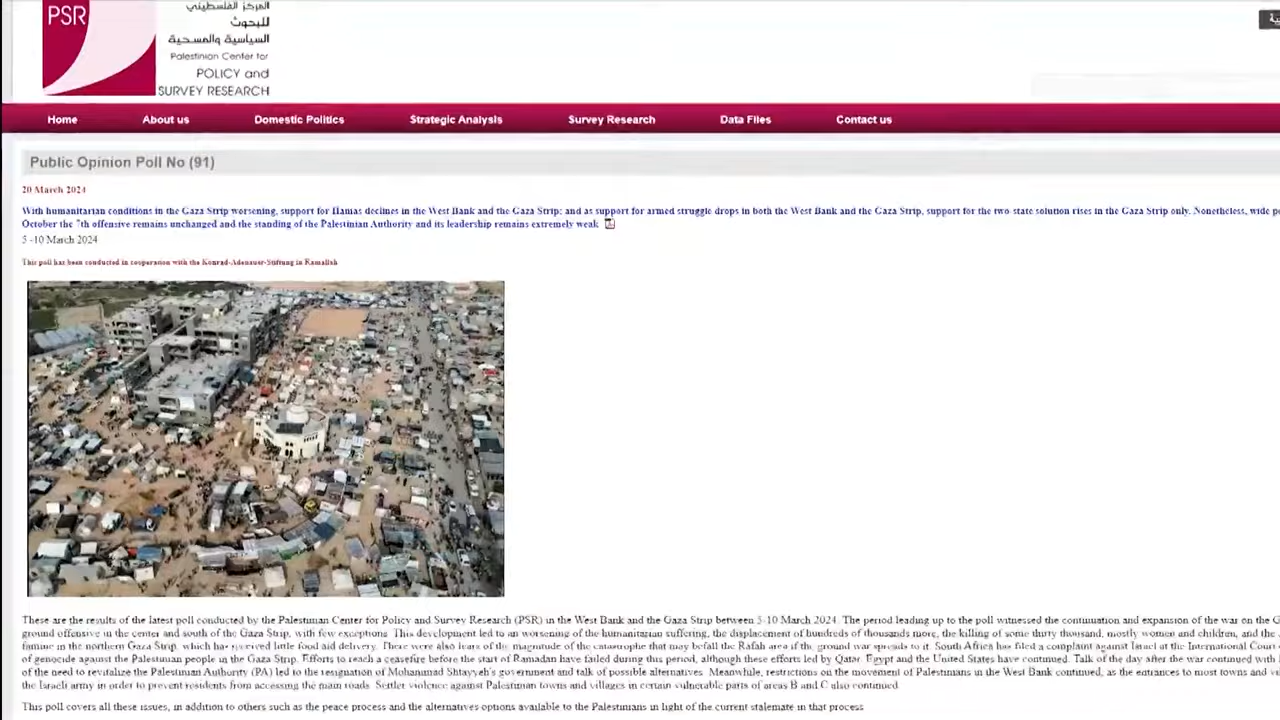 PSR
المركز الفلسطيني
للبحوث
السياسية والمسحية
Palestinian Center for
POLICY and
SURVEY RESEARCH
Home About us Domestic Politics Strategic Analysis Survey Research Data Files Contact us
Public Opinion Poll No (91)
20 March 2024
With humanitarian conditions in the Gaza Strip worsening, support for Hamas declines in the West Bank and the Gaza Strip; and as support for armed struggle drops in both the West Bank and the Gaza Strip, support for the two-state solution rises in the Gaza Strip only. Nonetheless, wide
October the 7th offensive remains unchanged and the standing of the Palestinian Authority and its leadership remains extremely weak
5 -10 March 2024
This poll has been conducted in cooperation with the Konrad-Adenauer-Stiftung in Ramallah
These are the results of the latest poll conducted by the Palestinian Center for Policy and Survey Research (PSR) in the West Bank and the Gaza Strip between 5-10 March 2024. The period leading up to the poll witnessed the continuation and expansion of the war on the
ground offensive in the center and south of the Gaza Strip, with few exceptions. This development led to an worsening of the humanitarian suffering, the displacement of hundreds of thousands more, the killing of some thirty thousand, mostly women and children, and the
famine in the northern Gaza Strip, which has received little food aid delivery. There were also fears of the magnitude of the catastrophe that may befall the Rafah area if the ground war spreads to it. South Africa has filed a complaint against Israel at the International Court
of genocide against the Palestinian people in the Gaza Strip. Efforts to reach a ceasefire before the start of Ramadan have failed during this period, although these efforts led by Qatar, Egypt and the United States have continued. Talk of the day after the war continued with
of the need to revitalize the Palestinian Authority (PA) led to the resignation of Mohammad Shtayyeh's government and talk of possible alternatives. Meanwhile, restrictions on the movement of Palestinians in the West Bank continued, as the entrances to most towns and
the Israeli army in order to prevent residents from accessing the main roads. Settler violence against Palestinian towns and villages in certain vulnerable parts of areas B and C also continued.
This poll covers all these issues, in addition to others such as the peace process and the alternatives options available to the Palestinians in light of the current stalemate in that process